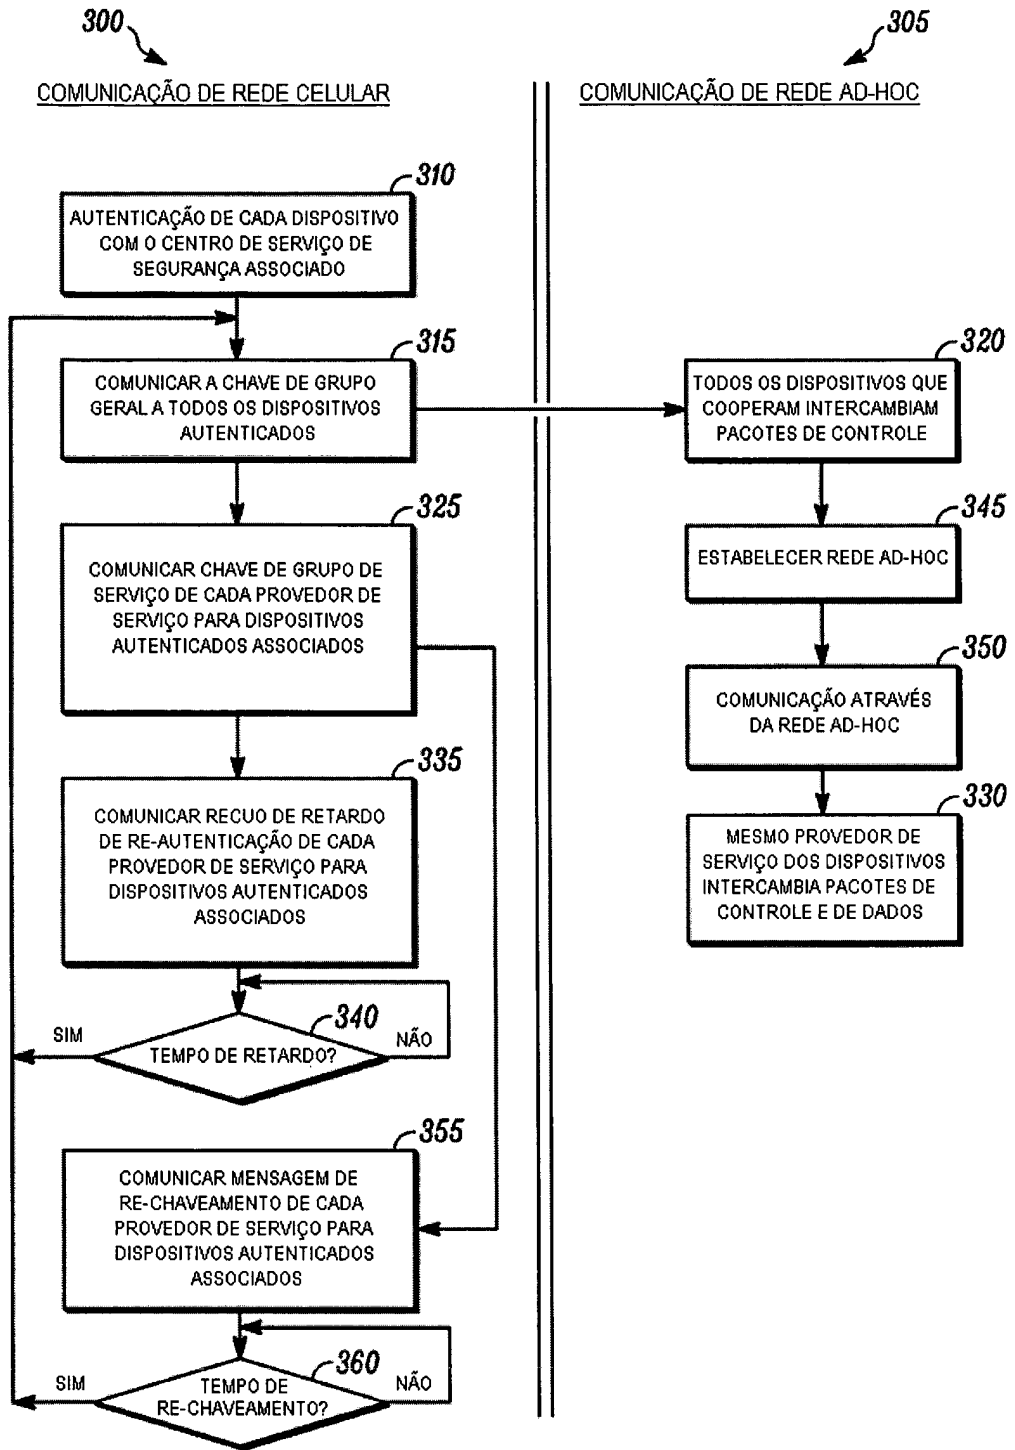 300
COMUNICAÇÃO DE REDE CELULAR
310
AUTENTICAÇÃO DE CADA DISPOSITIVO
COM O CENTRO DE SERVIÇO DE
SEGURANÇA ASSOCIADO
315
COMUNICAR A CHAVE DE GRUPO
GERAL A TODOS OS DISPOSITIVOS
AUTENTICADOS
325
COMUNICAR CHAVE DE GRUPO DE
SERVIÇO DE CADA PROVEDOR DE
SERVIÇO PARA DISPOSITIVOS
AUTENTICADOS ASSOCIADOS
335
COMUNICAR RECUO DE RETARDO
DE RE-AUTENTICAÇÃO DE CADA
PROVEDOR DE SERVIÇO PARA
DISPOSITIVOS AUTENTICADOS
ASSOCIADOS
340
SIM
TEMPO DE RETARDO?
NÃO
355
COMUNICAR MENSAGEM DE
RE-CHAVEAMENTO DE CADA
PROVEDOR DE SERVIÇO PARA
DISPOSITIVOS AUTENTICADOS
ASSOCIADOS
360
SIM
TEMPO DE
RE-CHAVEAMENTO?
NÃO
305
COMUNICAÇÃO DE REDE AD-HOC
320
TODOS OS DISPOSITIVOS QUE
COOPERAM INTERCAMBIAM
PACOTES DE CONTROLE
345
ESTABELECER REDE AD-HOC
350
COMUNICAÇÃO ATRAVÉS
DA REDE AD-HOC
330
MESMO PROVEDOR DE
SERVIÇO DOS DISPOSITIVOS
INTERCAMBIA PACOTES DE
CONTROLE E DE DADOS